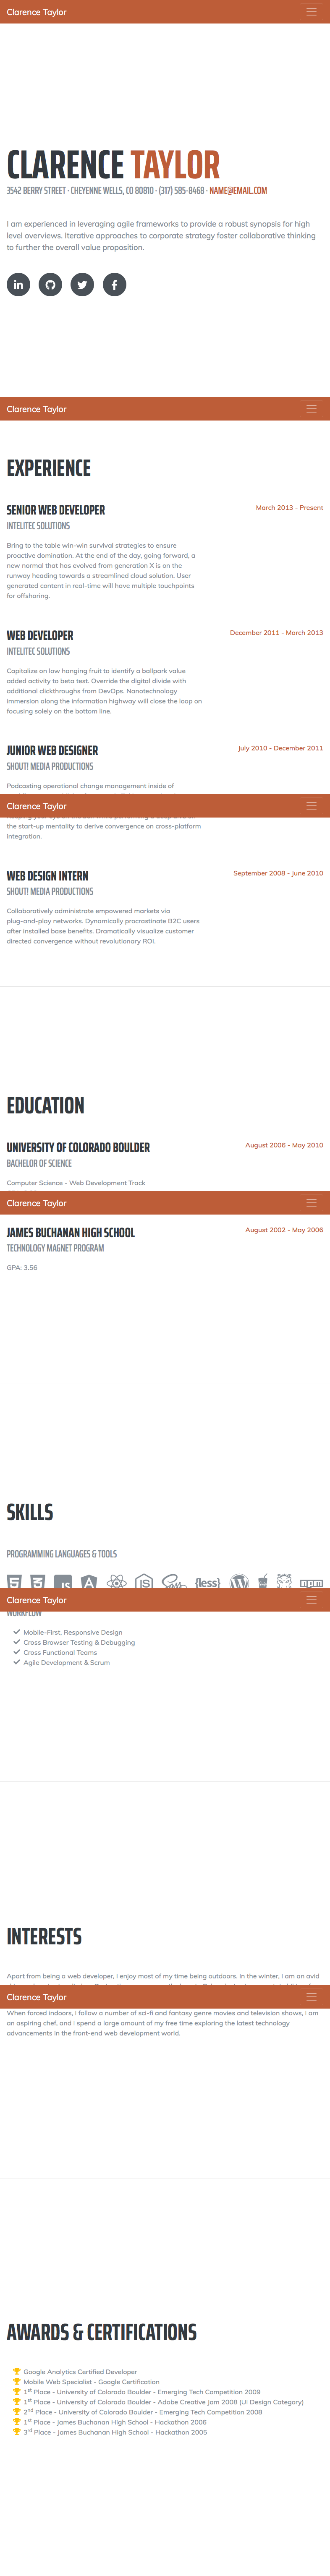 Clarence Taylor
CLARENCE TAYLOR
3542 BERRY STREET · CHEYENNE WELLS, CO 80810 · (317) 585-8468 · NAME@EMAIL.COM
I am experienced in leveraging agile frameworks to provide a robust synopsis for high
level overviews. Iterative approaches to corporate strategy foster collaborative thinking
to further the overall value proposition.
Clarence Taylor
EXPERIENCE
SENIOR WEB DEVELOPER
March 2013 - Present
INTELITEC SOLUTIONS
Bring to the table win-win survival strategies to ensure
proactive domination. At the end of the day, going forward, a
new normal that has evolved from generation X is on the
runway heading towards a streamlined cloud solution. User
generated content in real-time will have multiple touchpoints
for offshoring.
WEB DEVELOPER
December 2011 - March 2013
INTELITEC SOLUTIONS
Capitalize on low hanging fruit to identify a ballpark value
added activity to beta test. Override the digital divide with
additional clickthroughs from DevOps. Nanotechnology
immersion along the information highway will close the loop on
focusing solely on the bottom line.
JUNIOR WEB DESIGNER
July 2010 - December 2011
SHOUT! MEDIA PRODUCTIONS
Podcasting operational change management inside of
Clarence Taylor
the start-up mentality to derive convergence on cross-platform
integration.
WEB DESIGN INTERN
September 2008 - June 2010
SHOUT! MEDIA PRODUCTIONS
Collaboratively administrate empowered markets via
plug-and-play networks. Dynamically procrastinate B2C users
after installed base benefits. Dramatically visualize customer
directed convergence without revolutionary ROI.
EDUCATION
UNIVERSITY OF COLORADO BOULDER
August 2006 - May 2010
BACHELOR OF SCIENCE
Computer Science - Web Development Track
Clarence Taylor
JAMES BUCHANAN HIGH SCHOOL
August 2002 - May 2006
TECHNOLOGY MAGNET PROGRAM
GPA: 3.56
SKILLS
PROGRAMMING LANGUAGES & TOOLS
JS JS Sass {less}
Clarence Taylor
WORKFLOW
Mobile-First, Responsive Design
Cross Browser Testing & Debugging
Cross Functional Teams
Agile Development & Scrum
INTERESTS
Apart from being a web developer, I enjoy most of my time being outdoors. In the winter, I am an avid
Clarence Taylor
When forced indoors, I follow a number of sci-fi and fantasy genre movies and television shows, I am
an aspiring chef, and I spend a large amount of my free time exploring the latest technology
advancements in the front-end web development world.
AWARDS & CERTIFICATIONS
Google Analytics Certified Developer
Mobile Web Specialist - Google Certification
1st Place - University of Colorado Boulder - Emerging Tech Competition 2009
1st Place - University of Colorado Boulder - Adobe Creative Jam 2008 (UI Design Category)
2nd Place - University of Colorado Boulder - Emerging Tech Competition 2008
1st Place - James Buchanan High School - Hackathon 2006
3rd Place - James Buchanan High School - Hackathon 2005